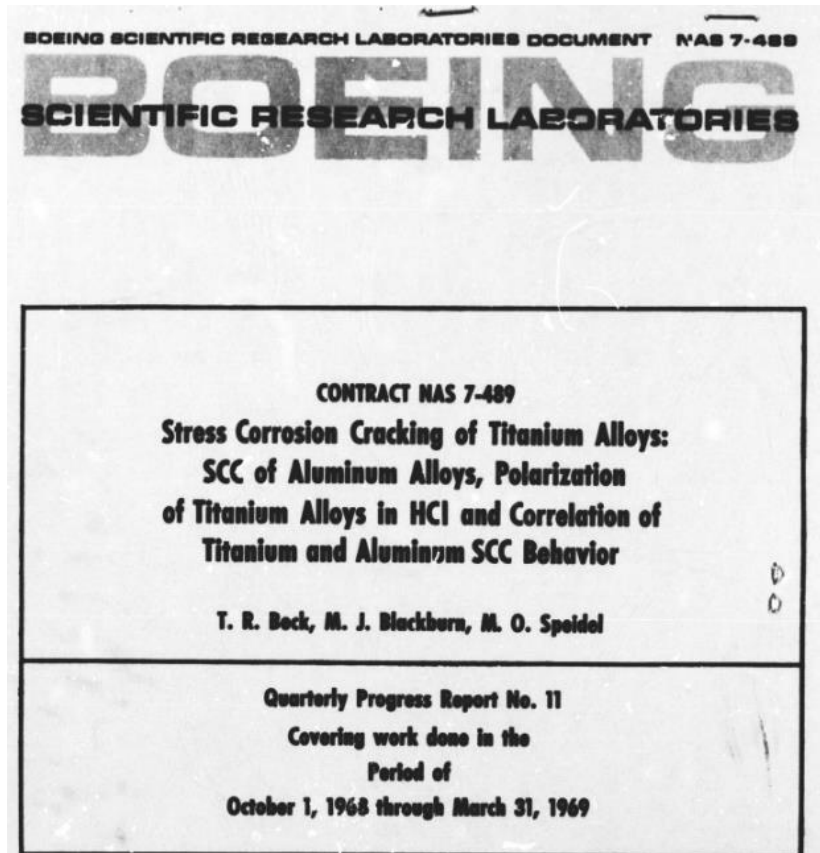 BOEING SCIENTIFIC RESEARCH LABORATORIES DOCUMENT NAS 7-489
BOEING
SCIENTIFIC RESEARCH LABORATORIES
CONTRACT NAS 7-489
Stress Corrosion Cracking of Titanium Alloys:
SCC of Aluminum Alloys, Polarization
of Titanium Alloys in HCl and Correlation of
Titanium and Aluminum SCC Behavior
T. R. Beck, M. J. Blackburn, M. O. Speidel
Quarterly Progress Report No. 11
Covering work done in the
Period of
October 1, 1968 through March 31, 1969